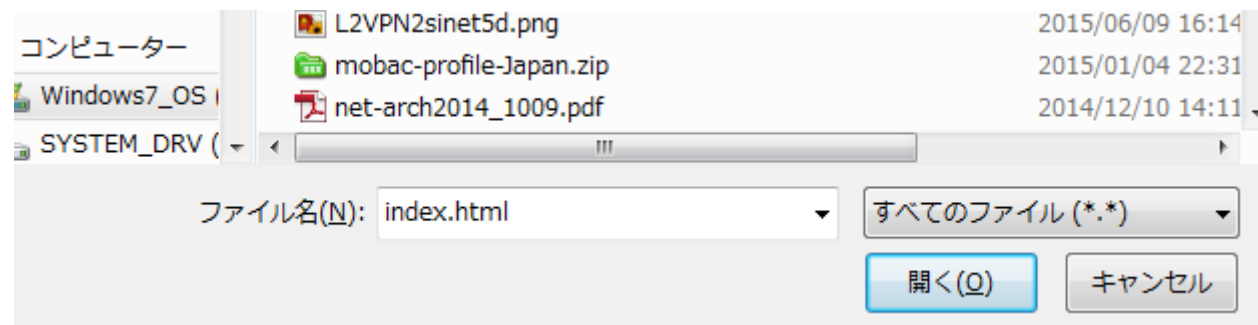 L2VPN2sinet5d.png 2015/06/09 16:14
コンピューター
mobac-profile-Japan.zip 2015/01/04 22:31
Windows7_OS (
net-arch2014_1009.pdf 2014/12/10 14:11
SYSTEM_DRV (
ファイル名(N): index.html すべてのファイル (*.*)
開く(O) キャンセル